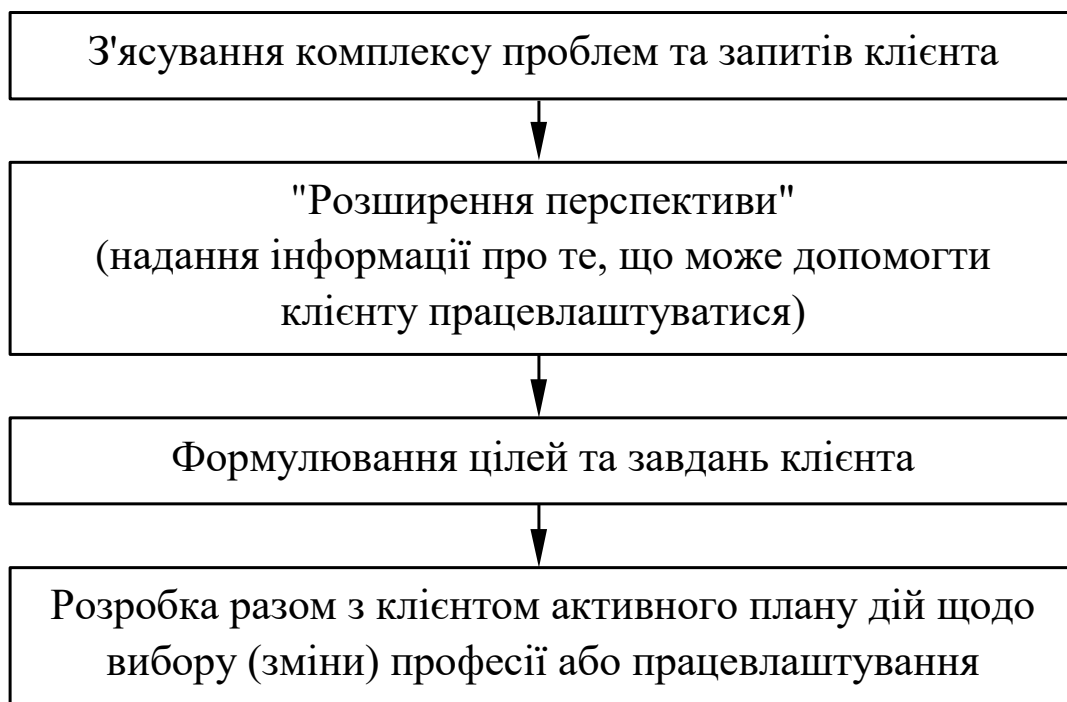 З'ясування комплексу проблем та запитів клієнта
"Розширення перспективи"
(надання інформації про те, що може допомогти
клієнту працевлаштуватися)
Формулювання цілей та завдань клієнта
Розробка разом з клієнтом активного плану дій щодо
вибору (зміни) професії або працевлаштування